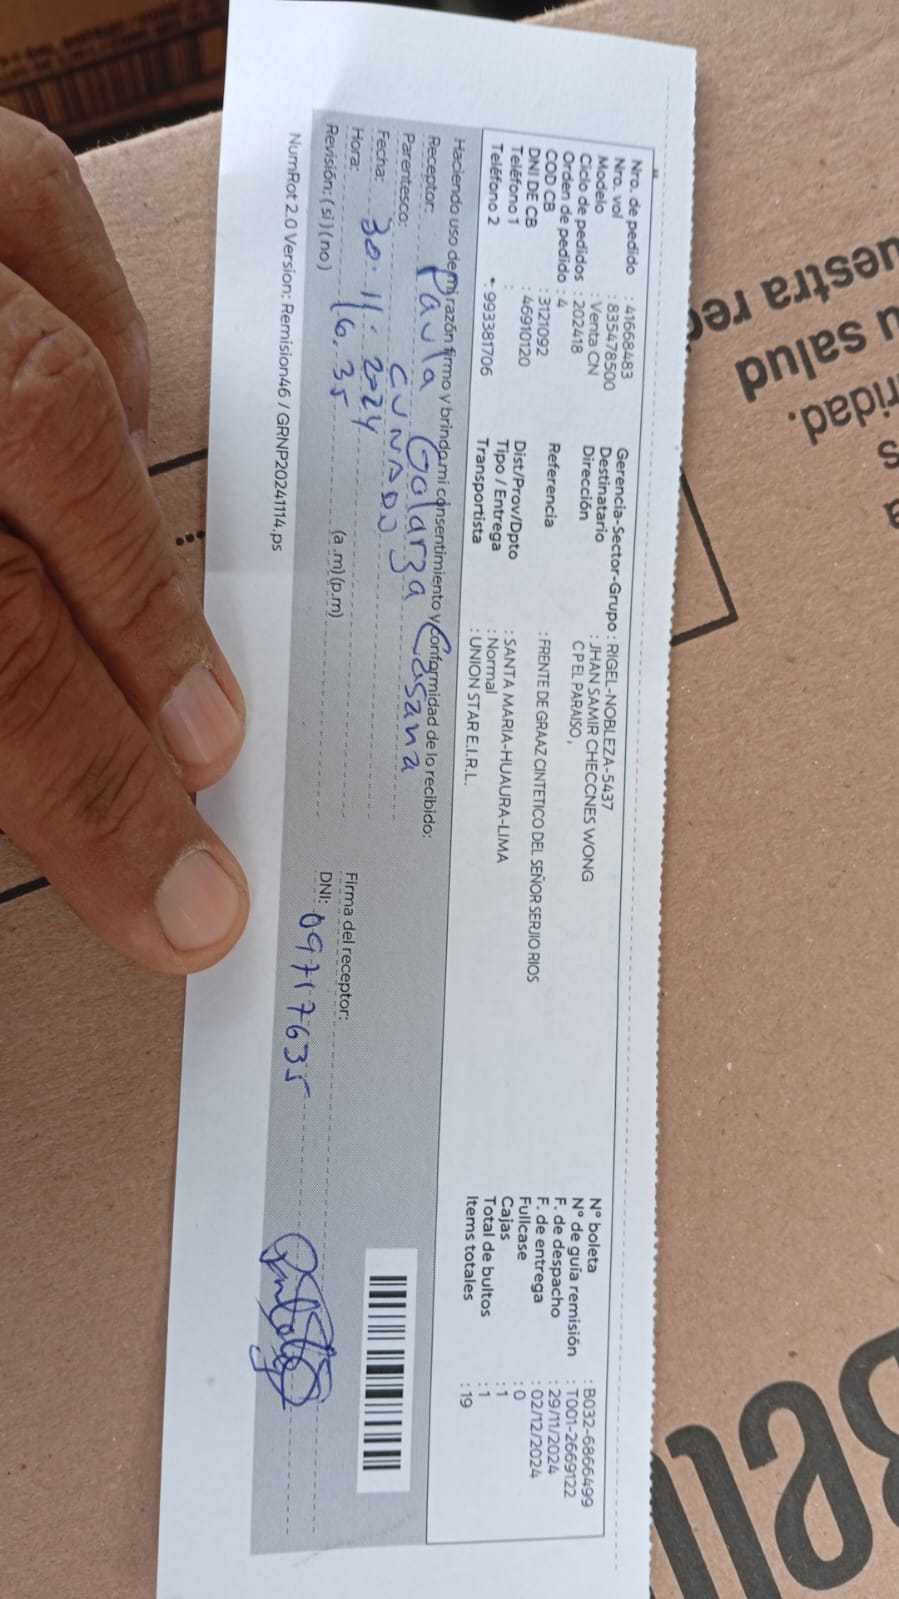 Nro. de pedido : 41668483
Nro. vol : 835478500
Modelo : Venta CN
Ciclo de pedidos : 202418
Orden de pedido : 4
COD CB : 3121092
DNI DE CB : 46910120
Teléfono 1 :
Teléfono 2 *: 993381706
Gerencia-Sector-Grupo : RIGEL-NOBLEZA-5437
Destinatario : JHAN SAMIR CHECCNES WONG
Dirección C P EL PARAISO ,
Referencia : FRENTE DE GRAAZ CINTETICO DEL SEÑOR SERJIO RIOS
Dist/Prov/Dpto : SANTA MARIA-HUAURA-LIMA
Tipo / Entrega : Normal
Transportista : UNION STAR E.I.R.L.
N° boleta : B032-6866499
N° de guía remisión : T001-2669122
F. de despacho : 29/11/2024
F. de entrega : 02/12/2024
Fullcase : 0
Cajas : 1
Total de bultos : 1
Items totales : 19
Haciendo uso de mi razón firmo y brindo mi consentimiento y conformidad de lo recibido:
Receptor: Paula Galarza Casana
Parentesco: CUÑADO
Fecha: 30.11.2024
Hora: 16.35 (a .m) (p.m)
Revisión: ( si ) ( no )
Firma del receptor:
DNI: 09717635
NumRot 2.0 Version: Remision46 / GRNP20241114.ps
salud